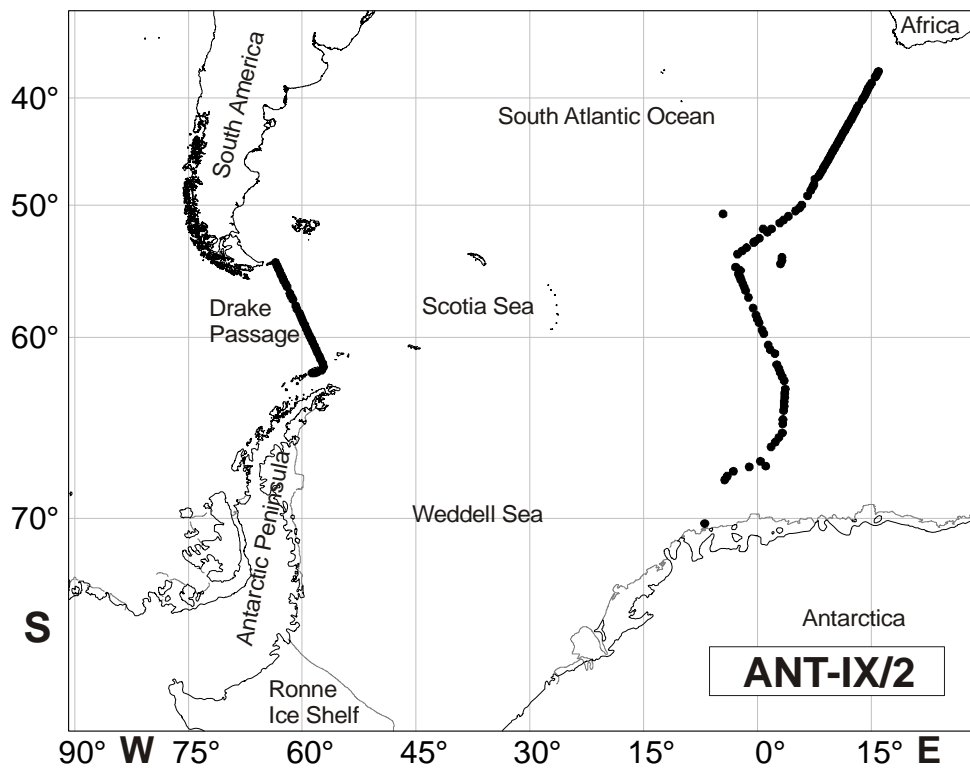 Africa
South America
40°
South Atlantic Ocean
50°
Drake
Passage
Scotia Sea
60°
Antarctic Peninsula
Weddell Sea
70°
S
Antarctica
Ronne
Ice Shelf
ANT-IX/2
90° W 75° 60° 45° 30° 15° 0° 15° E